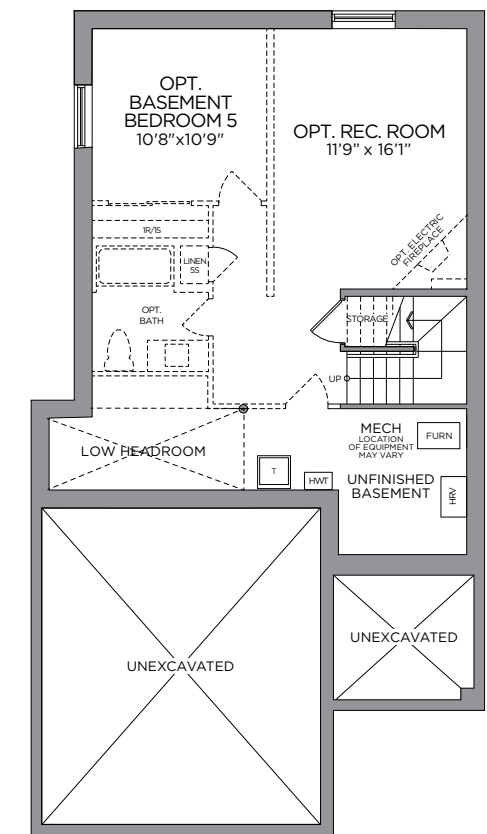 OPT.
BASEMENT
BEDROOM 5
10'8"x10'9"
OPT. REC. ROOM
11'9" x 16'1"
1R/1S
LINEN
5S
OPT. ELECTRIC
FIREPLACE
OPT.
BATH
STORAGE
UP
LOW HEADROOM
MECH
LOCATION
OF EQUIPMENT
MAY VARY
FURN
T
HWT
UNFINISHED
BASEMENT
HRV
UNEXCAVATED
UNEXCAVATED